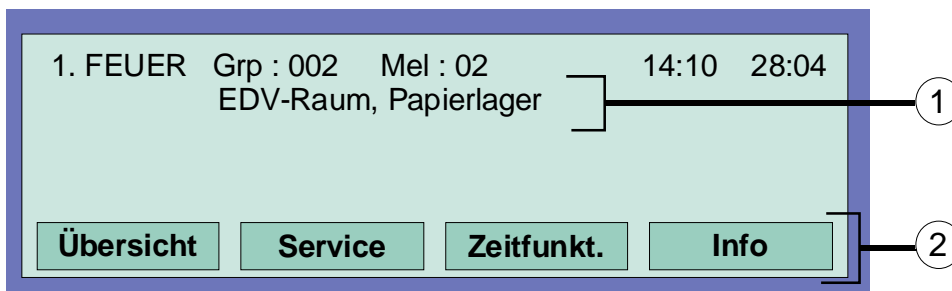 1. FEUER Grp : 002 Mel : 02 14:10 28:04
EDV-Raum, Papierlager
1
Übersicht Service Zeitfunkt. Info
2